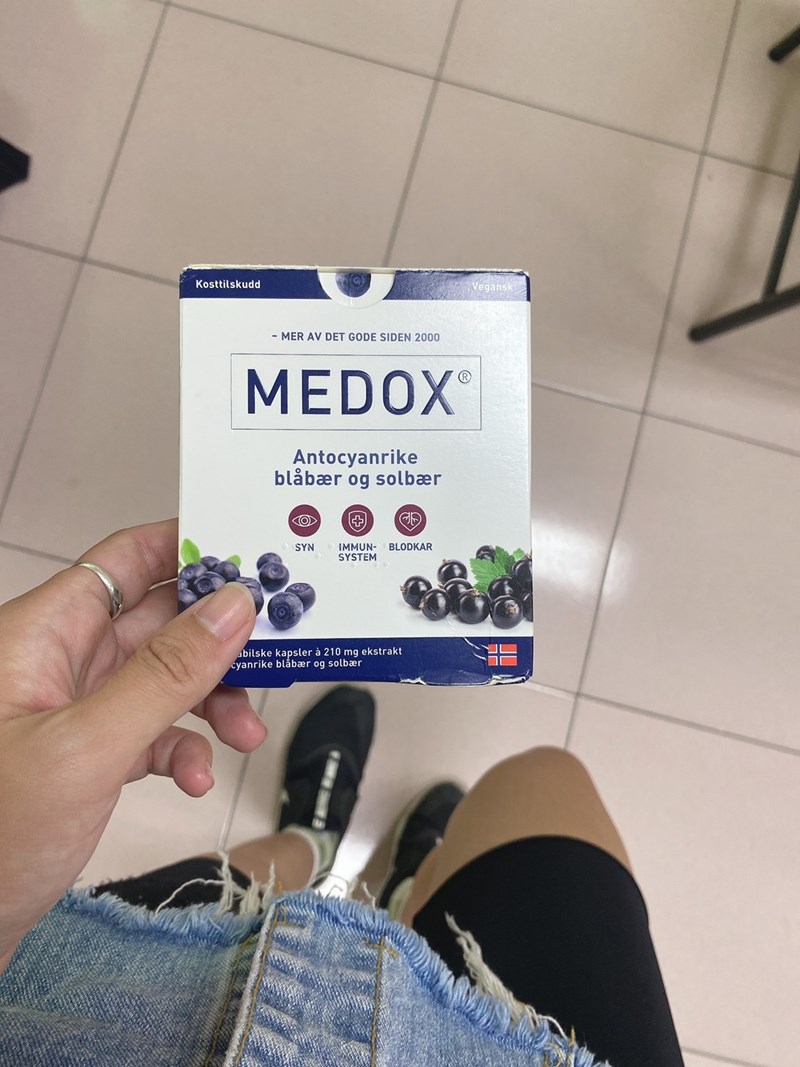 Kosttilskudd
Vegansk
– MER AV DET GODE SIDEN 2000
MEDOX®
Antocyanrike
blåbær og solbær
SYN
IMMUN-
SYSTEM
BLODKAR
kapsler à 210 mg ekstrakt
blåbær og solbær